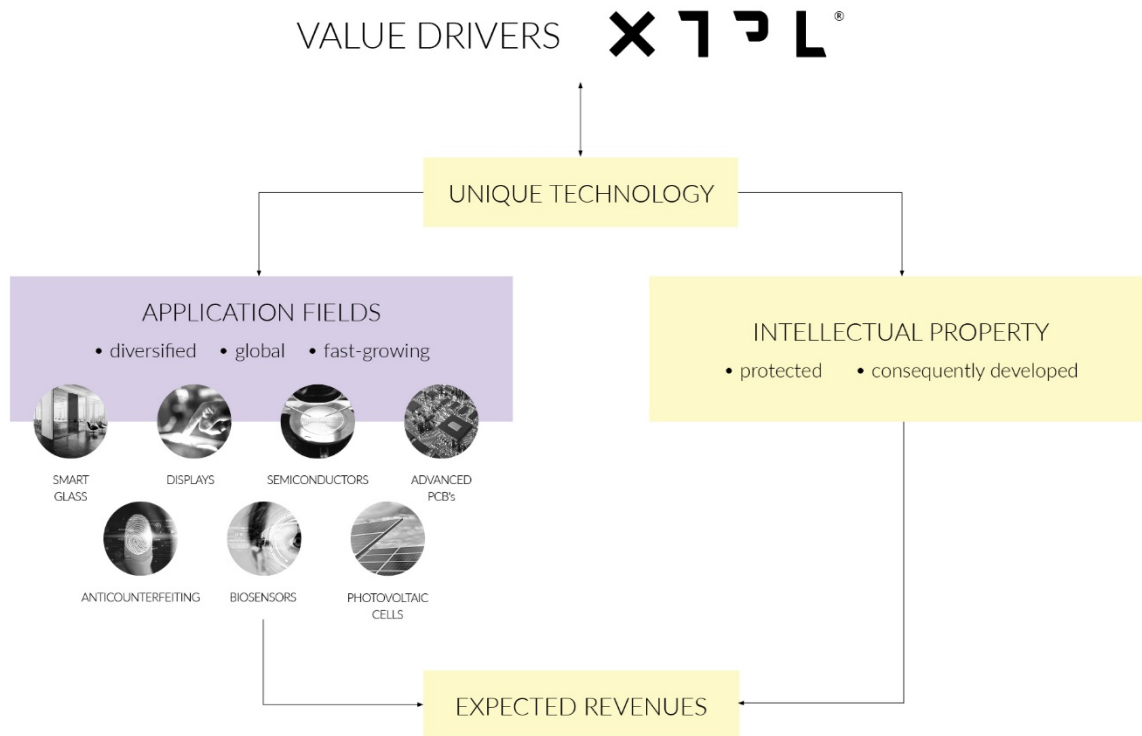 VALUE DRIVERS XTPL®
UNIQUE TECHNOLOGY
APPLICATION FIELDS
• diversified • global • fast-growing
SMART
GLASS
DISPLAYS
SEMICONDUCTORS
ADVANCED
PCB's
ANTICOUNTERFEITING
BIOSENSORS
PHOTOVOLTAIC
CELLS
INTELLECTUAL PROPERTY
• protected • consequently developed
EXPECTED REVENUES